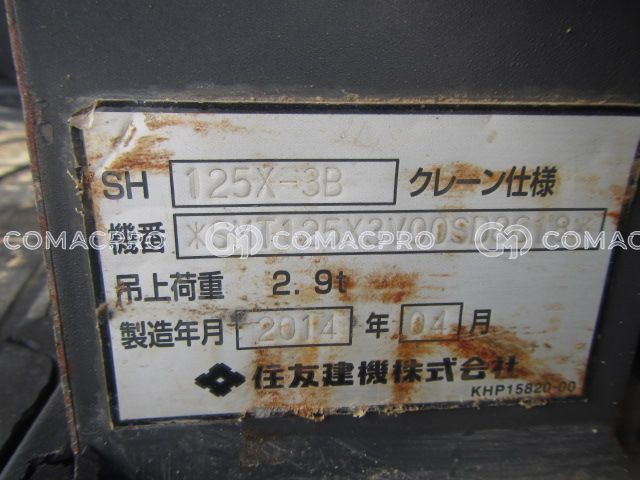 SH 125X-3B クレーン仕様
機番
COMACPRO COMACPRO COMACPRO
吊上荷重 2.9t
製造年月 2014 年 04 月
住友建機株式会社
KHP15820-00